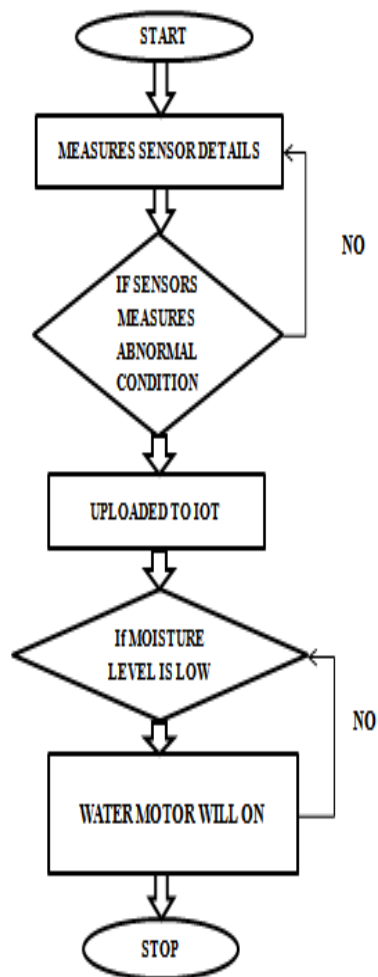 START
MEASURES SENSOR DETAILS
NO
IF SENSORS
MEASURES
ABNORMAL
CONDITION
UPLOADED TO IOT
If MOISTURE
LEVEL IS LOW
NO
WATER MOTOR WILL ON
STOP